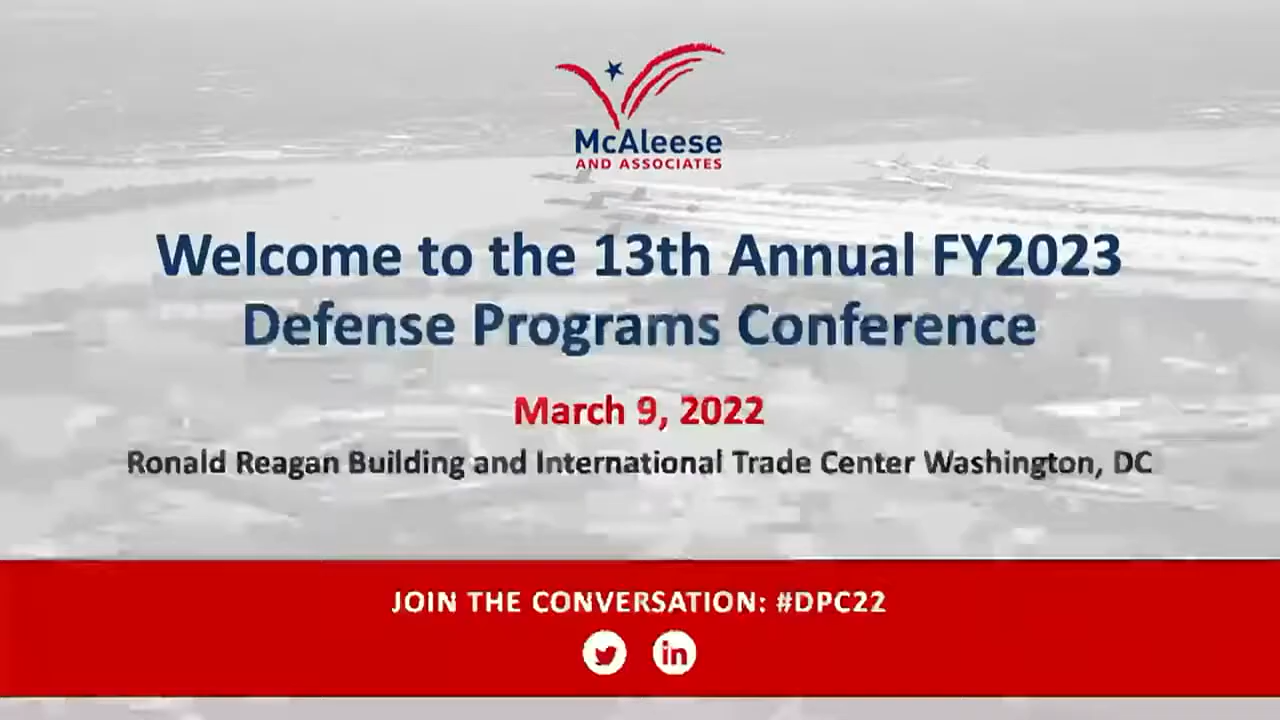 McAleese
AND ASSOCIATES
Welcome to the 13th Annual FY2023
Defense Programs Conference
March 9, 2022
Ronald Reagan Building and International Trade Center Washington, DC
JOIN THE CONVERSATION: #DPC22
in